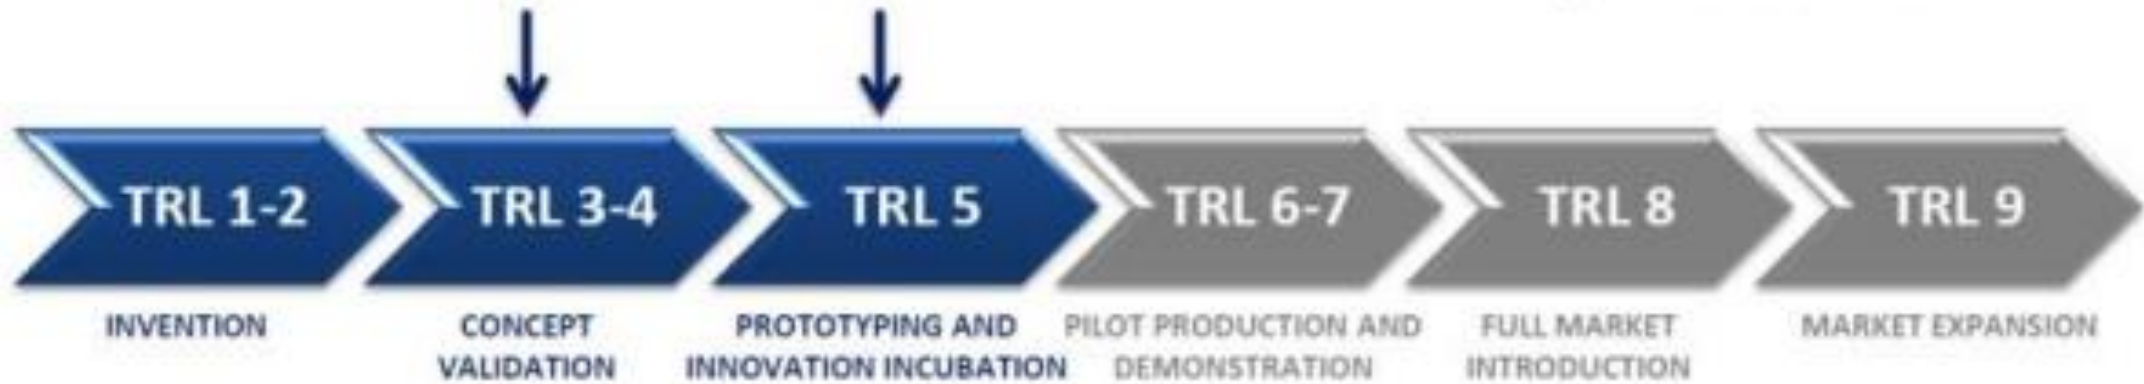 TRL 1-2
TRL 3-4
TRL 5
TRL 6-7
TRL 8
TRL 9
INVENTION
CONCEPT
VALIDATION
PROTOTYPING AND
INNOVATION INCUBATION
PILOT PRODUCTION AND
DEMONSTRATION
FULL MARKET
INTRODUCTION
MARKET EXPANSION